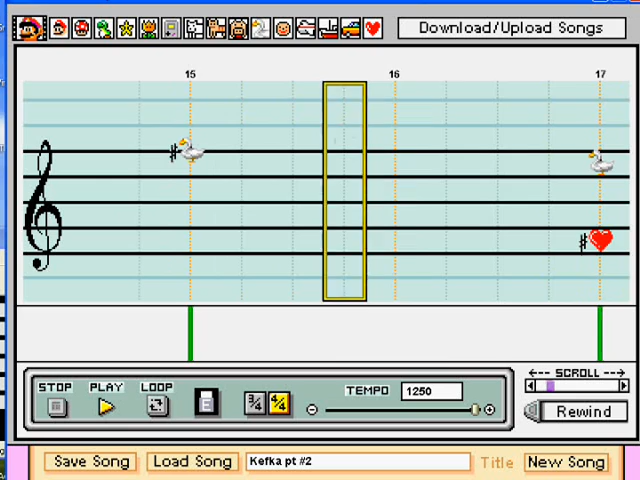 Download/Upload Songs
15 16 17
← SCROLL →
STOP PLAY LOOP 3/4 4/4 TEMPO 1250
Rewind
Save Song Load Song Kefka pt #2 Title New Song